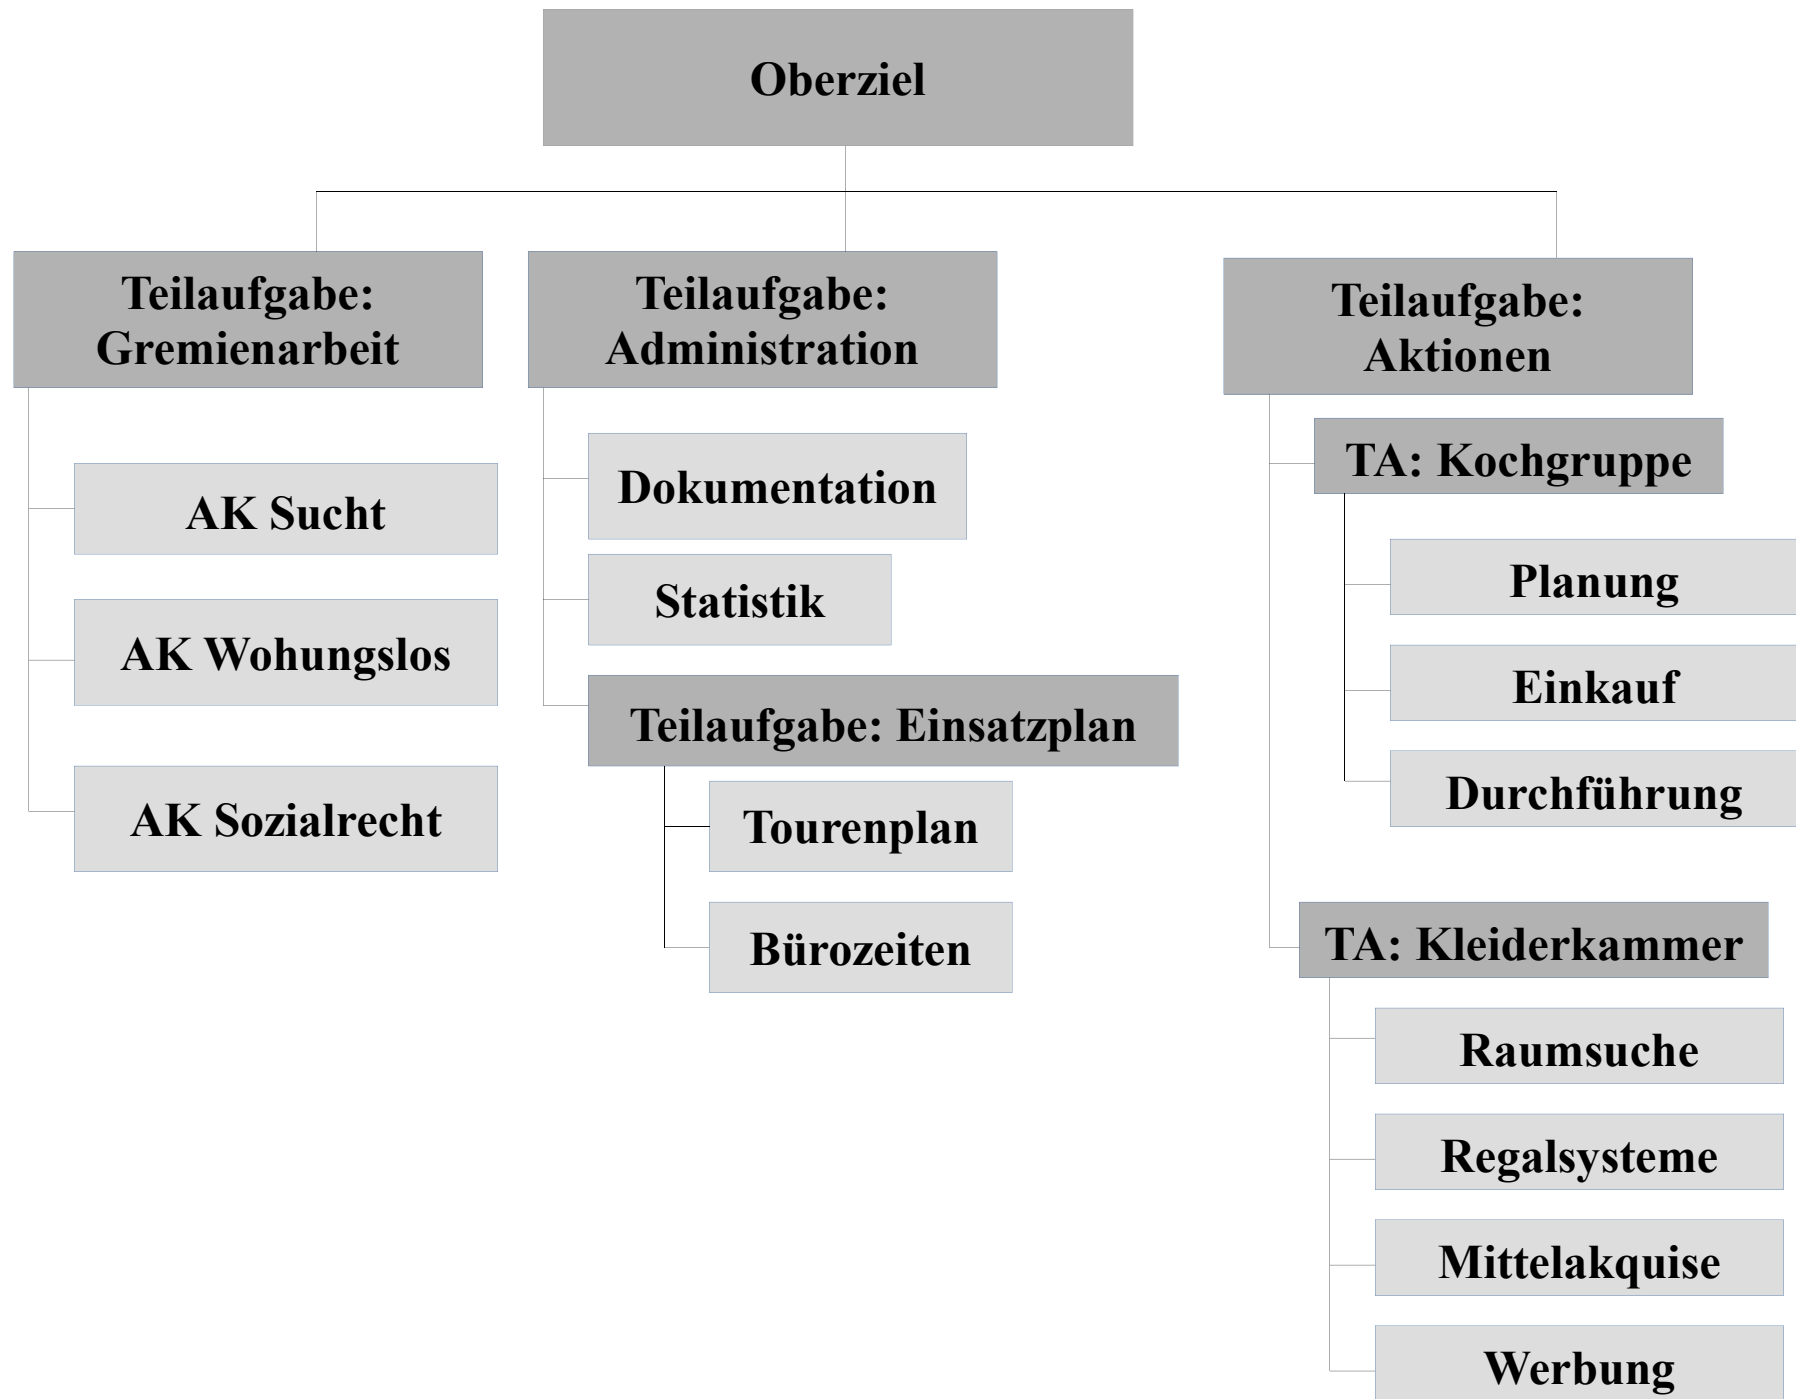 Oberziel
Teilaufgabe:
Gremienarbeit
AK Sucht
AK Wohungslos
AK Sozialrecht
Teilaufgabe:
Administration
Dokumentation
Statistik
Teilaufgabe: Einsatzplan
Tourenplan
Bürozeiten
Teilaufgabe:
Aktionen
TA: Kochgruppe
Planung
Einkauf
Durchführung
TA: Kleiderkammer
Raumsuche
Regalsysteme
Mittelakquise
Werbung